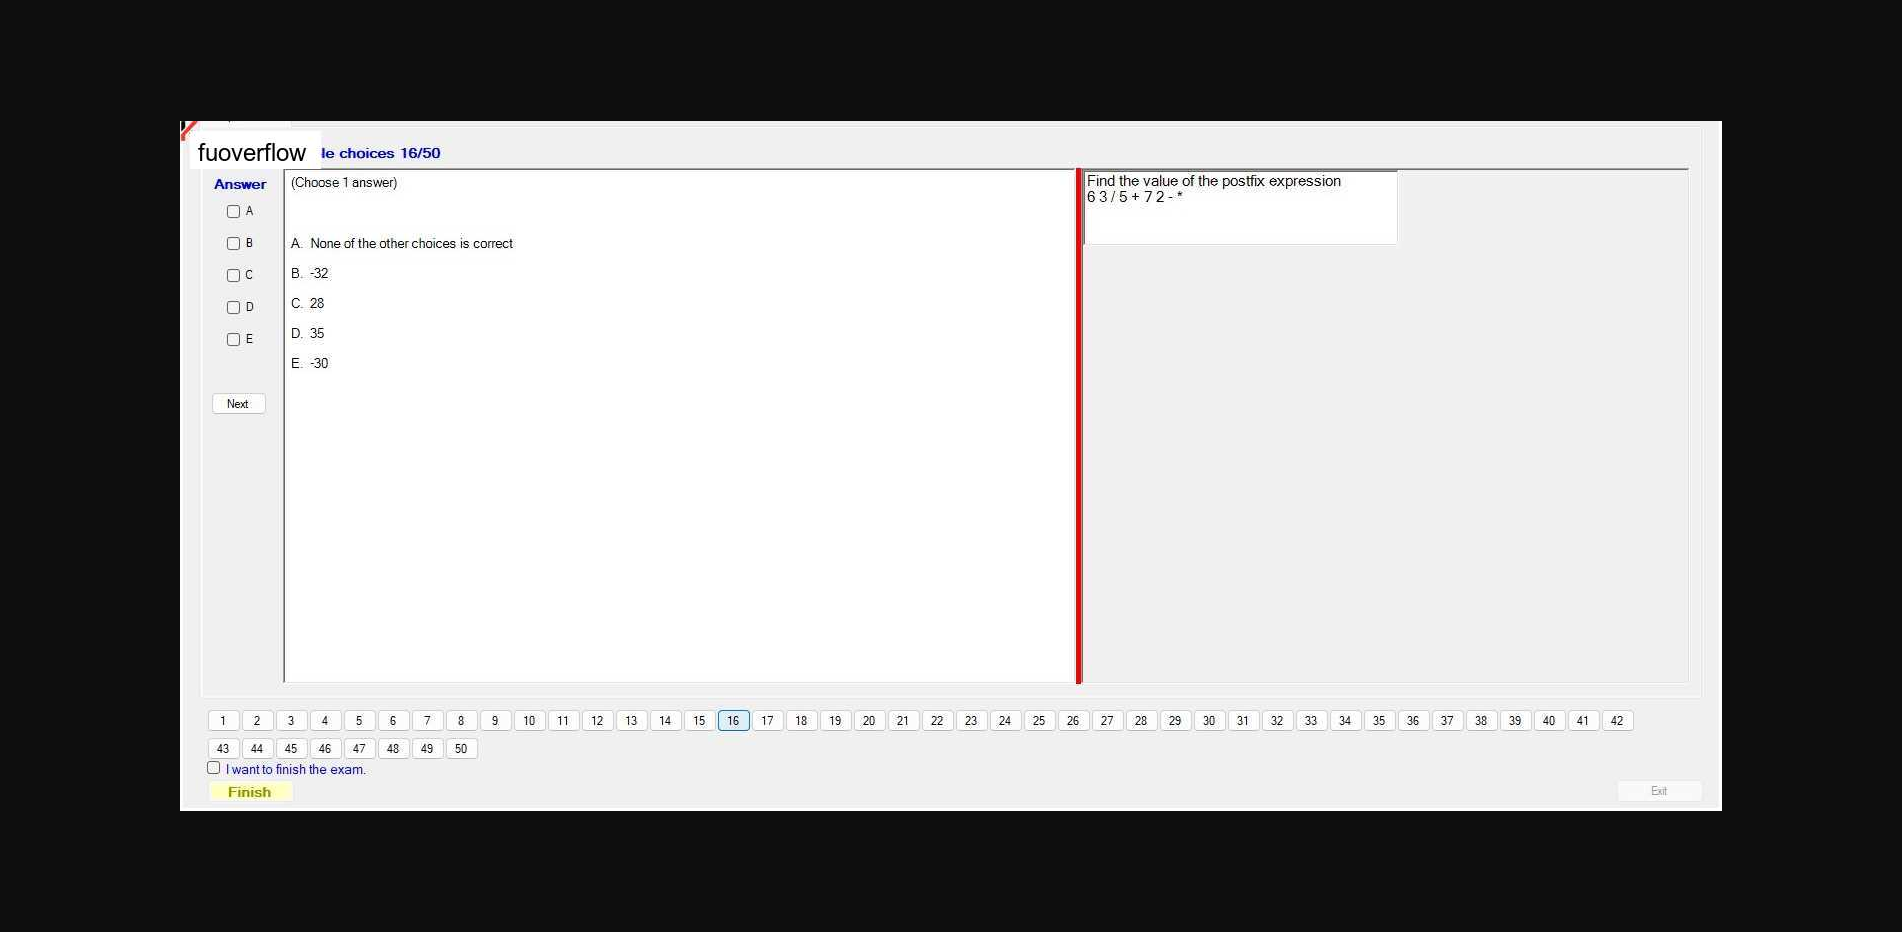 fuoverflow
le choices 16/50
Answer
A
B
C
D
E
Next
(Choose 1 answer)
A. None of the other choices is correct
B. -32
C. 28
D. 35
E. -30
Find the value of the postfix expression
6 3 / 5 + 7 2 - *
1 2 3 4 5 6 7 8 9 10 11 12 13 14 15 16 17 18 19 20 21 22 23 24 25 26 27 28 29 30 31 32 33 34 35 36 37 38 39 40 41 42
43 44 45 46 47 48 49 50
I want to finish the exam.
Finish
Exit